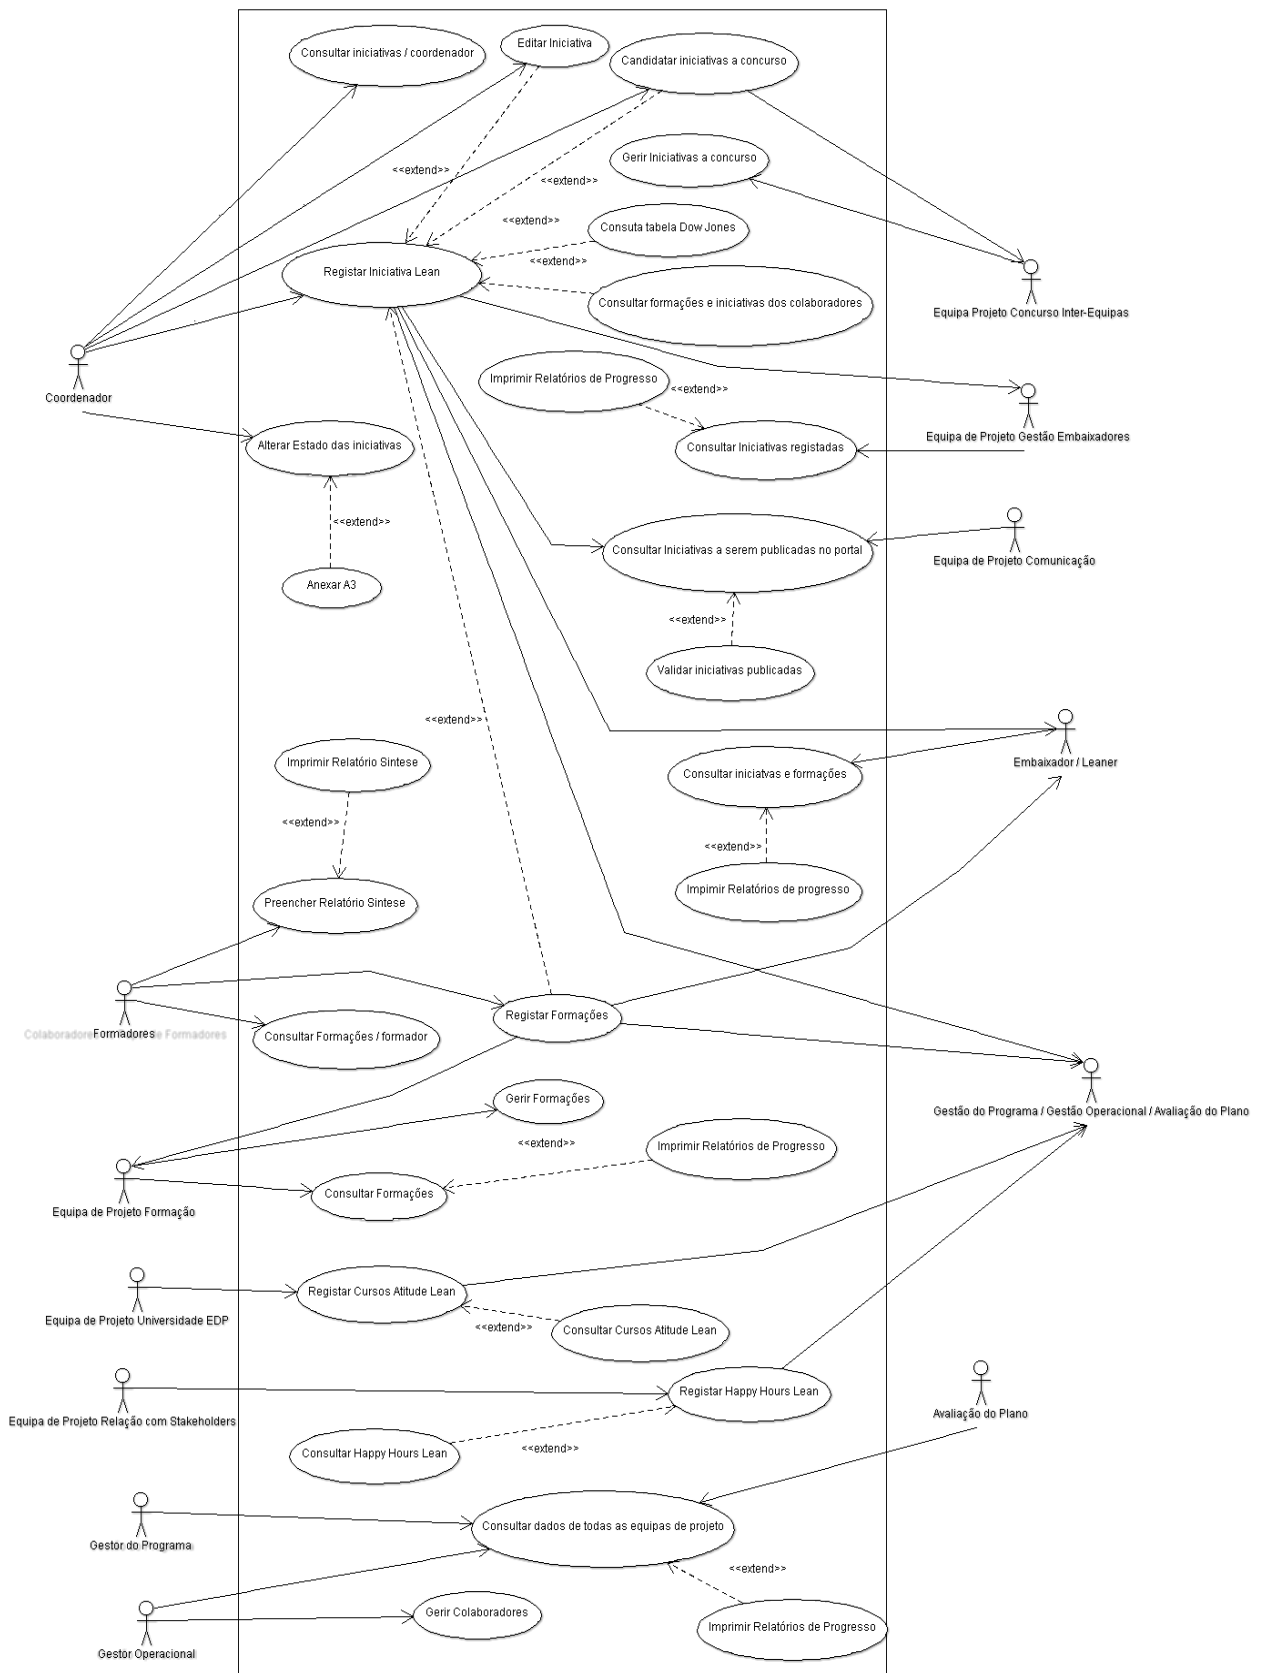 Editar Iniciativa
Consultar iniciativas / coordenador
Candidatar iniciativas a concurso
<<extend>>
Gerir Iniciativas a concurso
<<extend>>
<<extend>>
Consuta tabela Dow Jones
<<extend>>
Registar Iniciativa Lean
Consultar formações e iniciativas dos colaboradores
Equipa Projeto Concurso Inter-Equipas
Imprimir Relatórios de Progresso
<<extend>>
Coordenador
Equipa de Projeto Gestão Embaixadores
Alterar Estado das iniciativas
Consultar Iniciativas registadas
<<extend>>
Consultar Iniciativas a serem publicadas no portal
Equipa de Projeto Comunicação
Anexar A3
<<extend>>
Validar iniciativas publicadas
<<extend>>
Imprimir Relatório Sintese
Embaixador / Leaner
Consultar iniciatvas e formações
<<extend>>
<<extend>>
Impimir Relatórios de progresso
Preencher Relatório Sintese
Registar Formações
Colaboradores de Formadores
Formadores
Consultar Formações / formador
Gerir Formações
Gestão do Programa / Gestão Operacional / Avaliação do Plano
<<extend>>
Imprimir Relatórios de Progresso
Consultar Formações
Equipa de Projeto Formação
Registar Cursos Atitude Lean
Equipa de Projeto Universidade EDP
<<extend>>
Consultar Cursos Atitude Lean
Registar Happy Hours Lean
Equipa de Projeto Relação com Stakeholders
Avaliação do Plano
Consultar Happy Hours Lean
<<extend>>
Consultar dados de todas as equipas de projeto
Gestor do Programa
<<extend>>
Gerir Colaboradores
Imprimir Relatórios de Progresso
Gestor Operacional